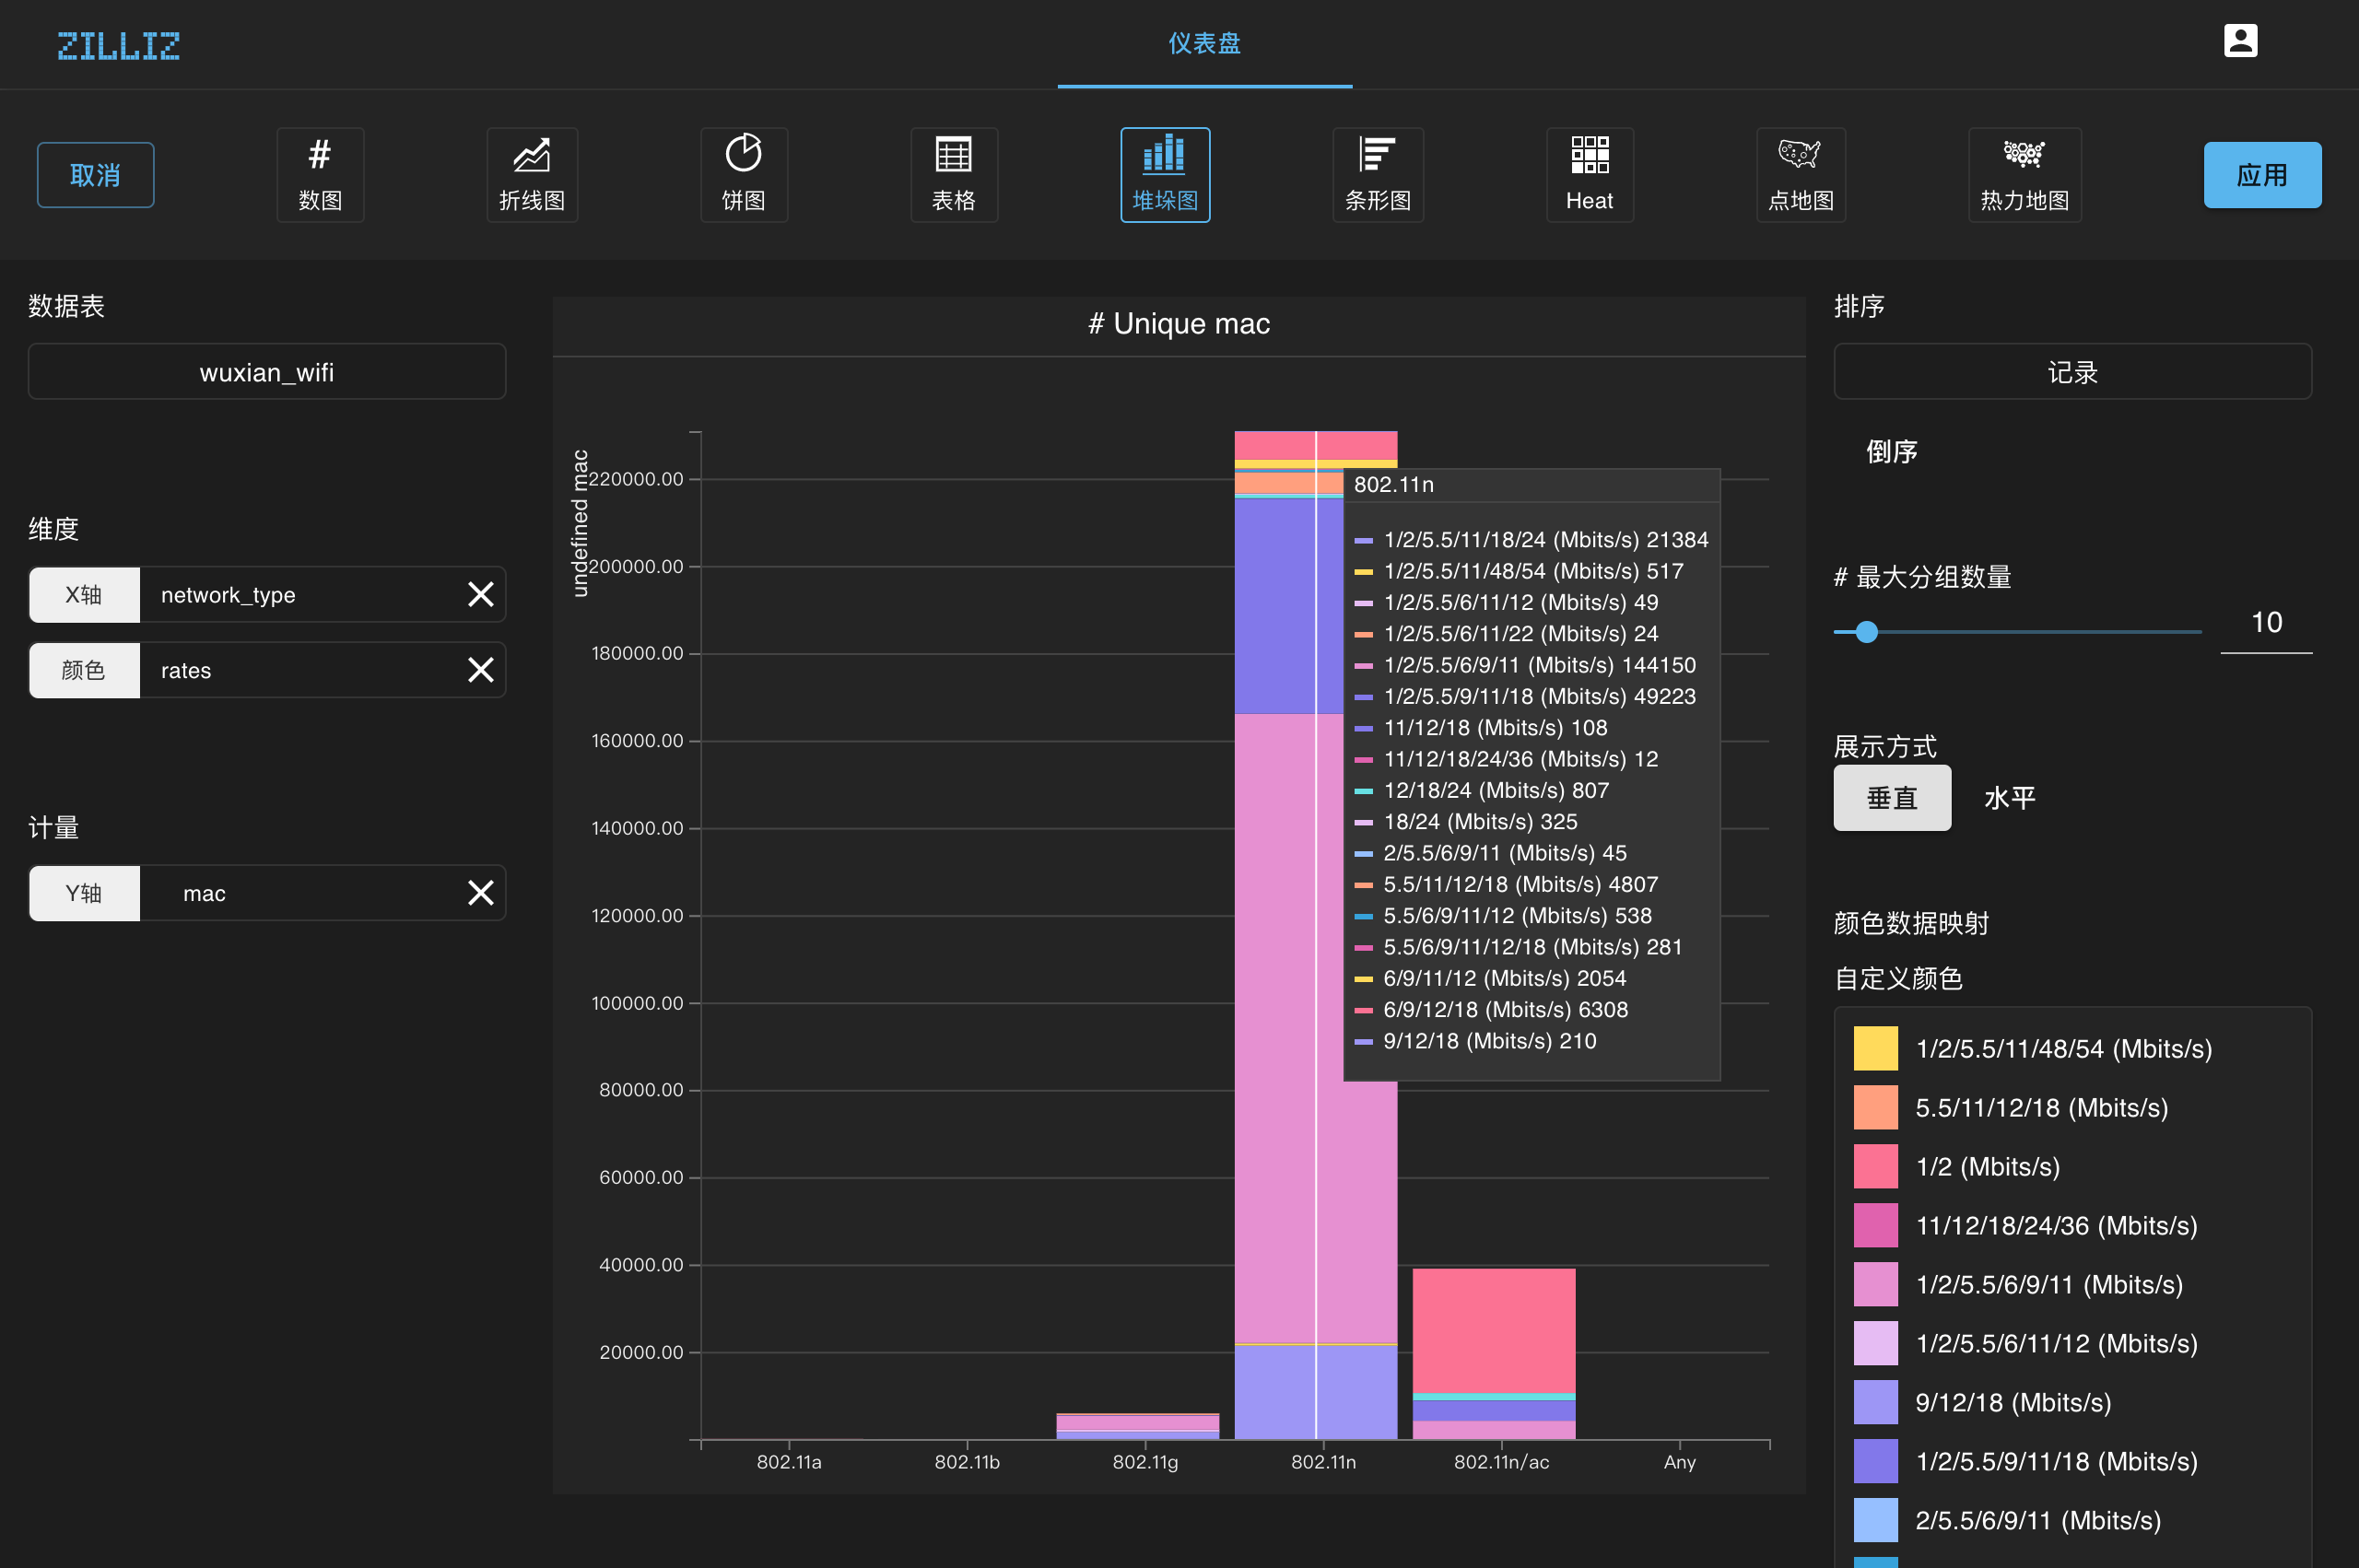 ZILLIZ
仪表盘
取消
数图
折线图
饼图
表格
堆垛图
条形图
Heat
点地图
热力地图
应用
数据表
wuxian_wifi
维度
X轴 network_type
颜色 rates
计量
Y轴 mac
# Unique mac
undefined mac
220000.00
200000.00
180000.00
160000.00
140000.00
120000.00
100000.00
80000.00
60000.00
40000.00
20000.00
802.11a
802.11b
802.11g
802.11n
802.11n/ac
Any
802.11n
1/2/5.5/11/18/24 (Mbits/s) 21384
1/2/5.5/11/48/54 (Mbits/s) 517
1/2/5.5/6/11/12 (Mbits/s) 49
1/2/5.5/6/11/22 (Mbits/s) 24
1/2/5.5/6/9/11 (Mbits/s) 144150
1/2/5.5/9/11/18 (Mbits/s) 49223
11/12/18 (Mbits/s) 108
11/12/18/24/36 (Mbits/s) 12
12/18/24 (Mbits/s) 807
18/24 (Mbits/s) 325
2/5.5/6/9/11 (Mbits/s) 45
5.5/11/12/18 (Mbits/s) 4807
5.5/6/9/11/12 (Mbits/s) 538
5.5/6/9/11/12/18 (Mbits/s) 281
6/9/11/12 (Mbits/s) 2054
6/9/12/18 (Mbits/s) 6308
9/12/18 (Mbits/s) 210
排序
记录
倒序
# 最大分组数量
10
展示方式
垂直
水平
颜色数据映射
自定义颜色
1/2/5.5/11/48/54 (Mbits/s)
5.5/11/12/18 (Mbits/s)
1/2 (Mbits/s)
11/12/18/24/36 (Mbits/s)
1/2/5.5/6/9/11 (Mbits/s)
1/2/5.5/6/11/12 (Mbits/s)
9/12/18 (Mbits/s)
1/2/5.5/9/11/18 (Mbits/s)
2/5.5/6/9/11 (Mbits/s)